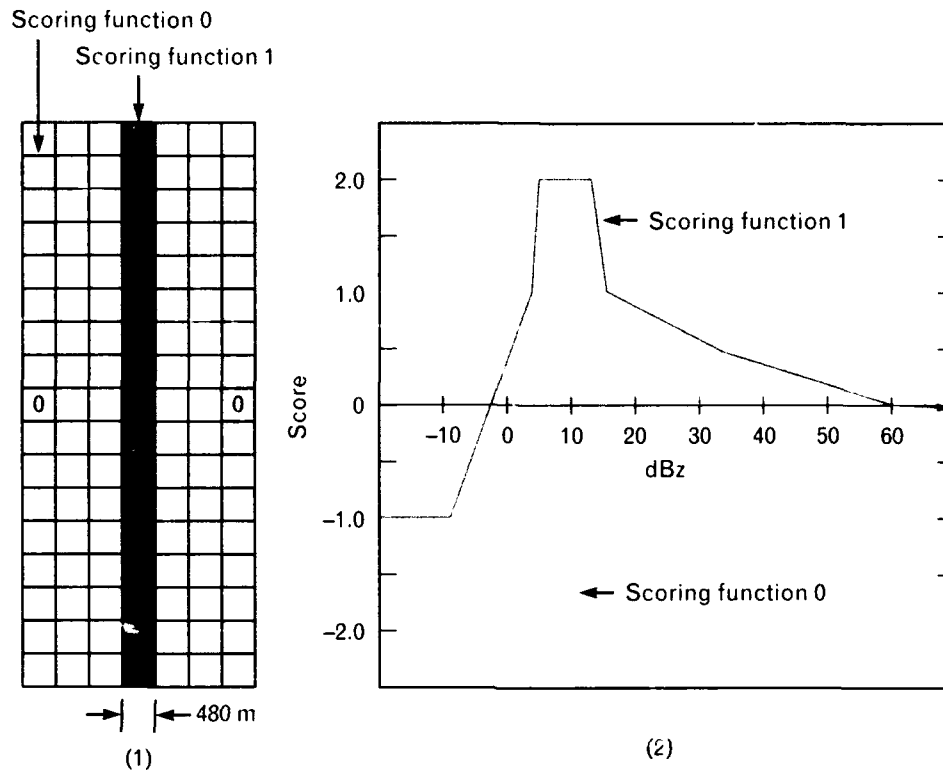 Scoring function 0
Scoring function 1
0 0
480 m
(1)
2.0
Scoring function 1
1.0
Score
0
-10 0 10 20 30 40 50 60
dBz
-1.0
Scoring function 0
-2.0
(2)